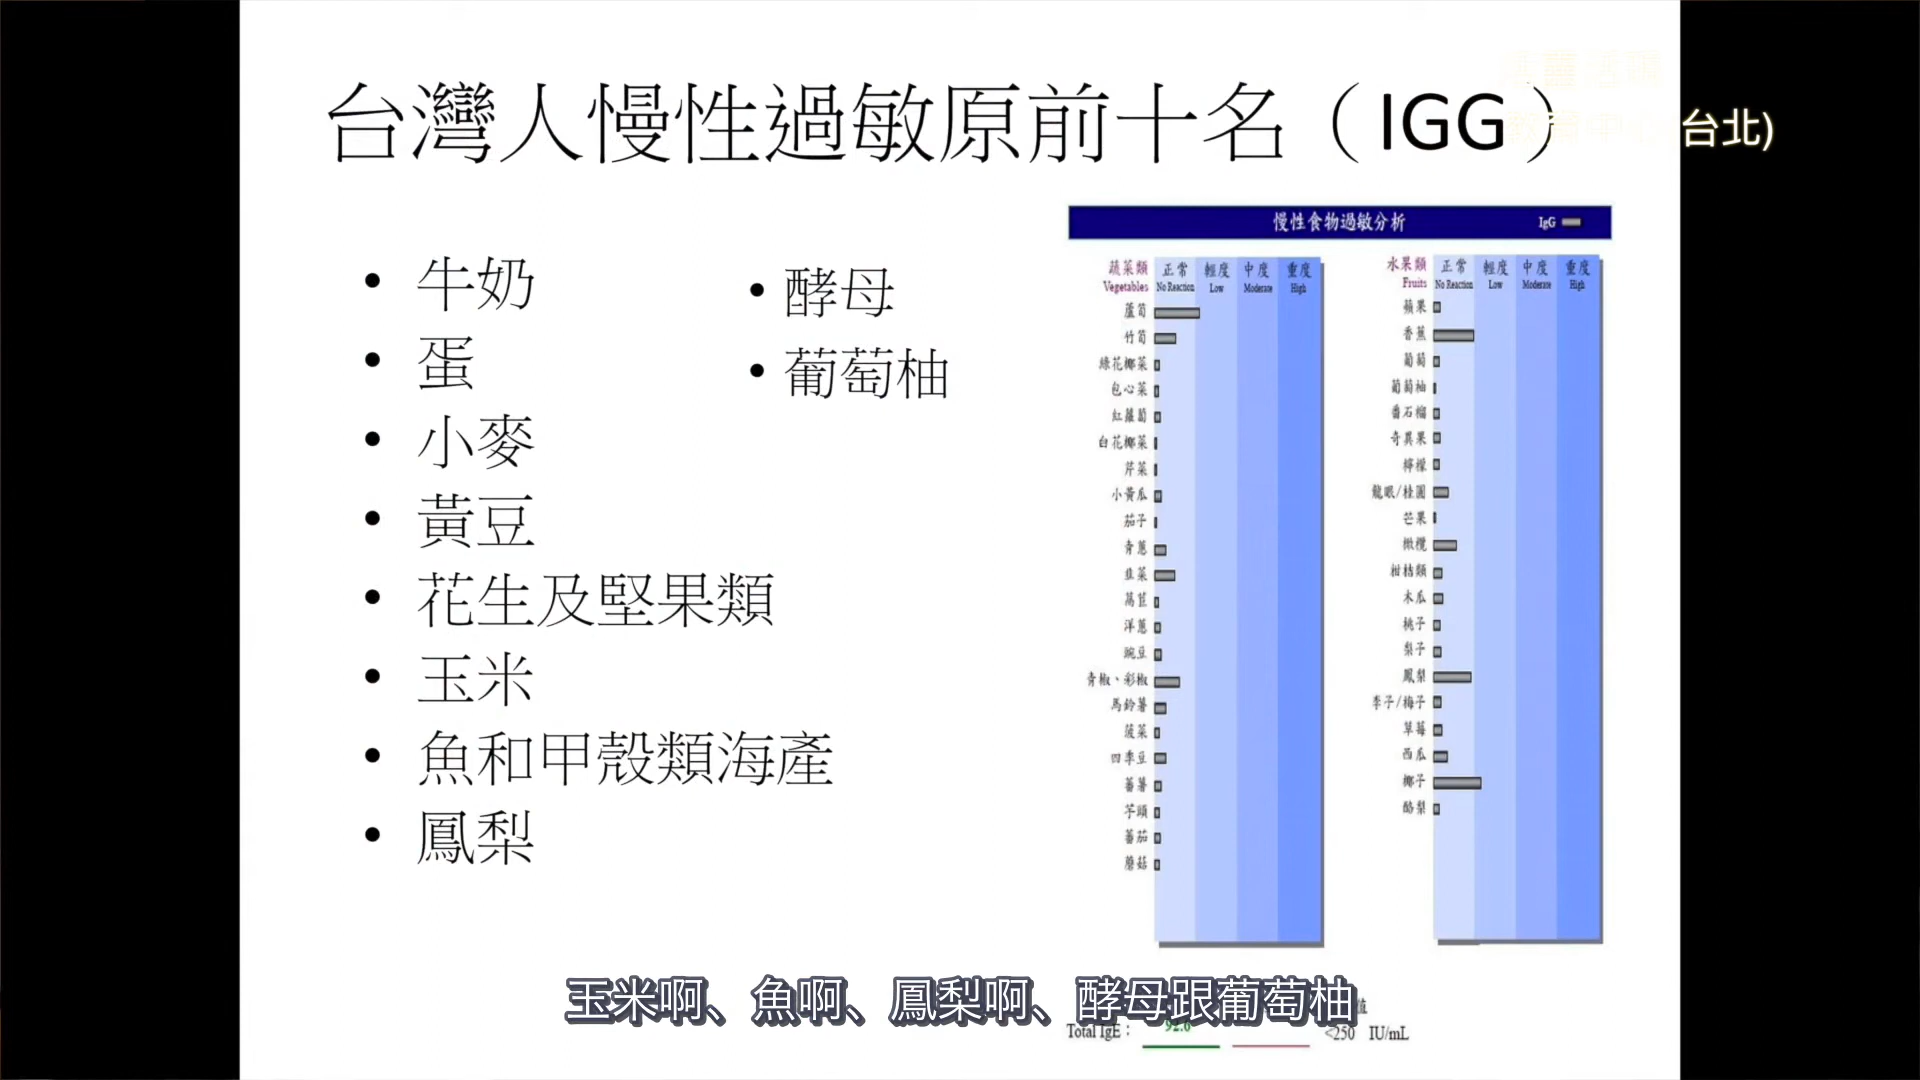 台灣人慢性過敏原前十名（IGG）
台北)
• 牛奶
• 蛋
• 小麥
• 黃豆
• 花生及堅果類
• 玉米
• 魚和甲殼類海產
• 鳳梨
• 酵母
• 葡萄柚
慢性食物過敏分析 IgG
蔬菜類 正常 輕度 中度 重度
Vegetables No Reaction Low Moderate High
蘆筍
竹筍
綠花椰菜
包心菜
紅蘿蔔
白花椰菜
芹菜
小黃瓜
茄子
青蔥
韭菜
萵苣
洋蔥
豌豆
青椒、彩椒
馬鈴薯
菠菜
四季豆
蕃薯
芋頭
蕃茄
蘑菇
水果類 正常 輕度 中度 重度
Fruits No Reaction Low Moderate High
蘋果
香蕉
葡萄
葡萄柚
番石榴
奇異果
檸檬
龍眼/桂圓
芒果
橄欖
柑桔類
木瓜
桃子
梨子
鳳梨
李子/梅子
草莓
西瓜
椰子
酪梨
玉米啊、魚啊、鳳梨啊、酵母跟葡萄柚
值
Total IgE： 92.0 <250 IU/mL